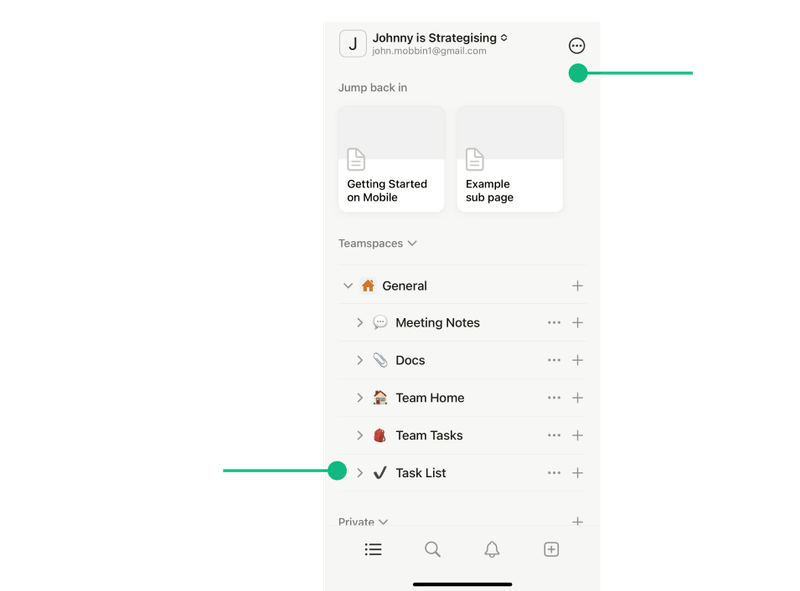 J
Johnny is Strategising
john.mobbin1@gmail.com
Jump back in
Getting Started
on Mobile
Example
sub page
Teamspaces
General
Meeting Notes
Docs
Team Home
Team Tasks
Task List
Private